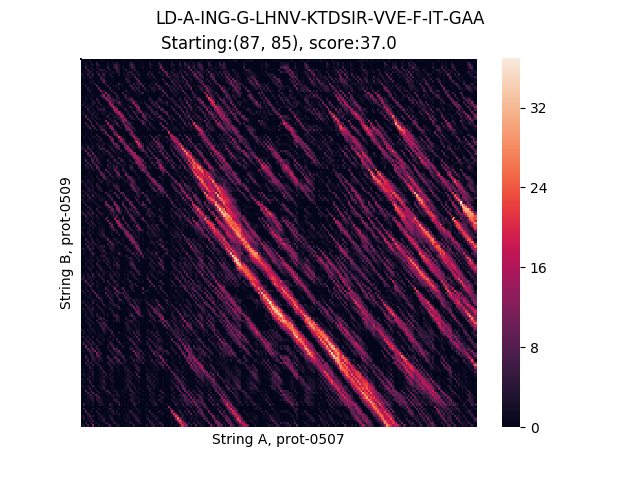 LD-A-ING-G-LHNV-KTDSIR-VVE-F-IT-GAA
Starting:(87, 85), score:37.0
32
24
16
8
0
String B, prot-0509
String A, prot-0507